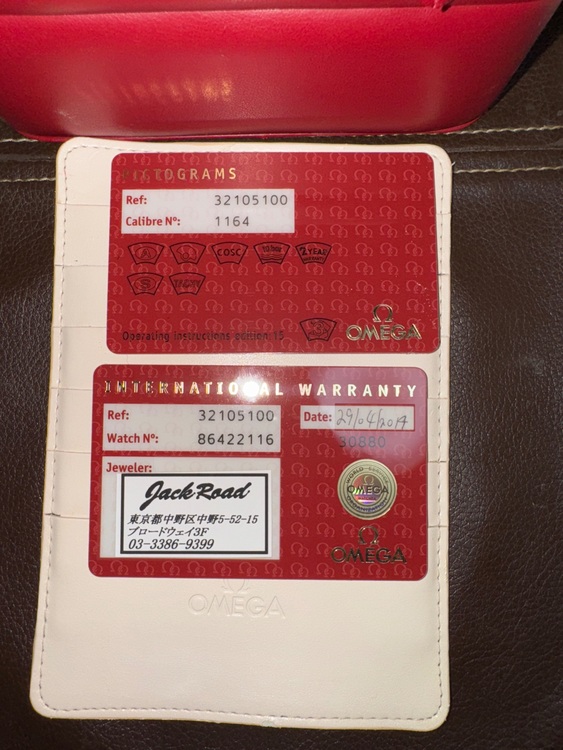 PICTOGRAMS
Ref: 32105100
Calibre Nº: 1164
COSC
2 YEAR
Operating instructions edition 15
Ω
OMEGA
INTERNATIONAL WARRANTY
Ref: 32105100
Watch Nº: 86422116
Date: 29/04/2014
30880
Jeweler:
Jack Road
東京都中野区中野5-52-15
ブロードウェイ3F
03-3386-9399
OMEGA
Ω
OMEGA
OMEGA